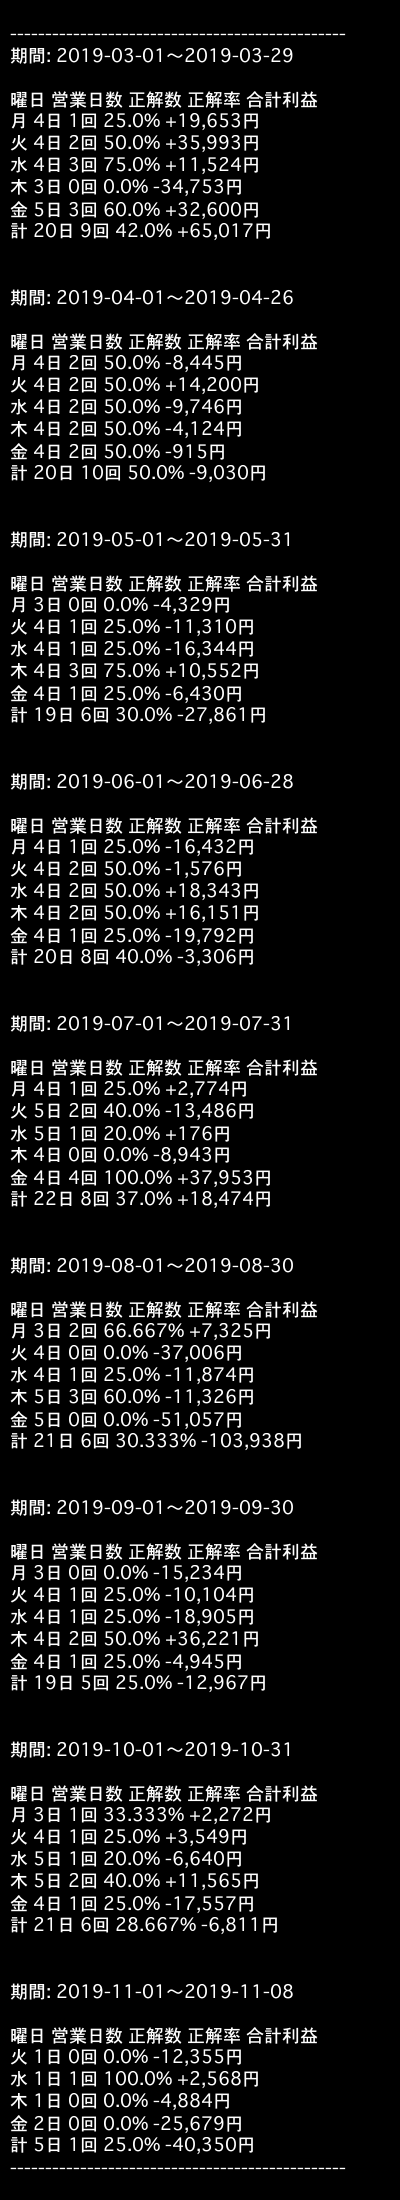 ------------------------------------------------
期間: 2019-03-01〜2019-03-29
曜日 営業日数 正解数 正解率 合計利益
月 4日 1回 25.0% +19,653円
火 4日 2回 50.0% +35,993円
水 4日 3回 75.0% +11,524円
木 3日 0回 0.0% -34,753円
金 5日 3回 60.0% +32,600円
計 20日 9回 42.0% +65,017円
期間: 2019-04-01〜2019-04-26
曜日 営業日数 正解数 正解率 合計利益
月 4日 2回 50.0% -8,445円
火 4日 2回 50.0% +14,200円
水 4日 2回 50.0% -9,746円
木 4日 2回 50.0% -4,124円
金 4日 2回 50.0% -915円
計 20日 10回 50.0% -9,030円
期間: 2019-05-01〜2019-05-31
曜日 営業日数 正解数 正解率 合計利益
月 3日 0回 0.0% -4,329円
火 4日 1回 25.0% -11,310円
水 4日 1回 25.0% -16,344円
木 4日 3回 75.0% +10,552円
金 4日 1回 25.0% -6,430円
計 19日 6回 30.0% -27,861円
期間: 2019-06-01〜2019-06-28
曜日 営業日数 正解数 正解率 合計利益
月 4日 1回 25.0% -16,432円
火 4日 2回 50.0% -1,576円
水 4日 2回 50.0% +18,343円
木 4日 2回 50.0% +16,151円
金 4日 1回 25.0% -19,792円
計 20日 8回 40.0% -3,306円
期間: 2019-07-01〜2019-07-31
曜日 営業日数 正解数 正解率 合計利益
月 4日 1回 25.0% +2,774円
火 5日 2回 40.0% -13,486円
水 5日 1回 20.0% +176円
木 4日 0回 0.0% -8,943円
金 4日 4回 100.0% +37,953円
計 22日 8回 37.0% +18,474円
期間: 2019-08-01〜2019-08-30
曜日 営業日数 正解数 正解率 合計利益
月 3日 2回 66.667% +7,325円
火 4日 0回 0.0% -37,006円
水 4日 1回 25.0% -11,874円
木 5日 3回 60.0% -11,326円
金 5日 0回 0.0% -51,057円
計 21日 6回 30.333% -103,938円
期間: 2019-09-01〜2019-09-30
曜日 営業日数 正解数 正解率 合計利益
月 3日 0回 0.0% -15,234円
火 4日 1回 25.0% -10,104円
水 4日 1回 25.0% -18,905円
木 4日 2回 50.0% +36,221円
金 4日 1回 25.0% -4,945円
計 19日 5回 25.0% -12,967円
期間: 2019-10-01〜2019-10-31
曜日 営業日数 正解数 正解率 合計利益
月 3日 1回 33.333% +2,272円
火 4日 1回 25.0% +3,549円
水 5日 1回 20.0% -6,640円
木 5日 2回 40.0% +11,565円
金 4日 1回 25.0% -17,557円
計 21日 6回 28.667% -6,811円
期間: 2019-11-01〜2019-11-08
曜日 営業日数 正解数 正解率 合計利益
火 1日 0回 0.0% -12,355円
水 1日 1回 100.0% +2,568円
木 1日 0回 0.0% -4,884円
金 2日 0回 0.0% -25,679円
計 5日 1回 25.0% -40,350円
------------------------------------------------